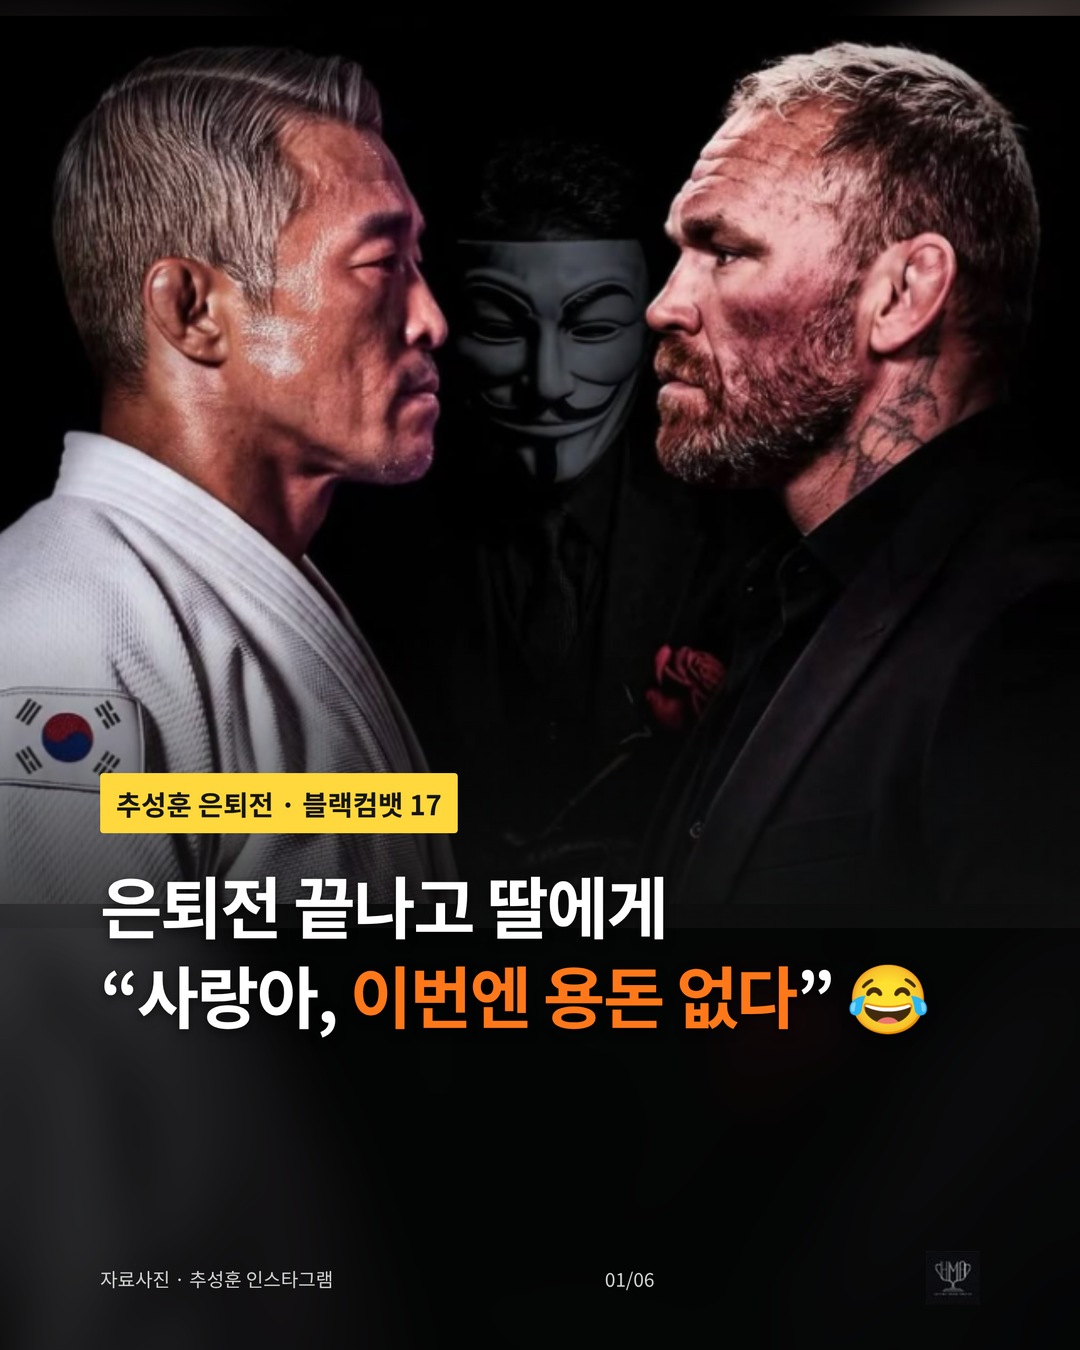 추성훈 은퇴전 · 블랙컴뱃 17
은퇴전 끝나고 딸에게
“사랑아, 이번엔 용돈 없다” 😂
자료사진 · 추성훈 인스타그램
01/06